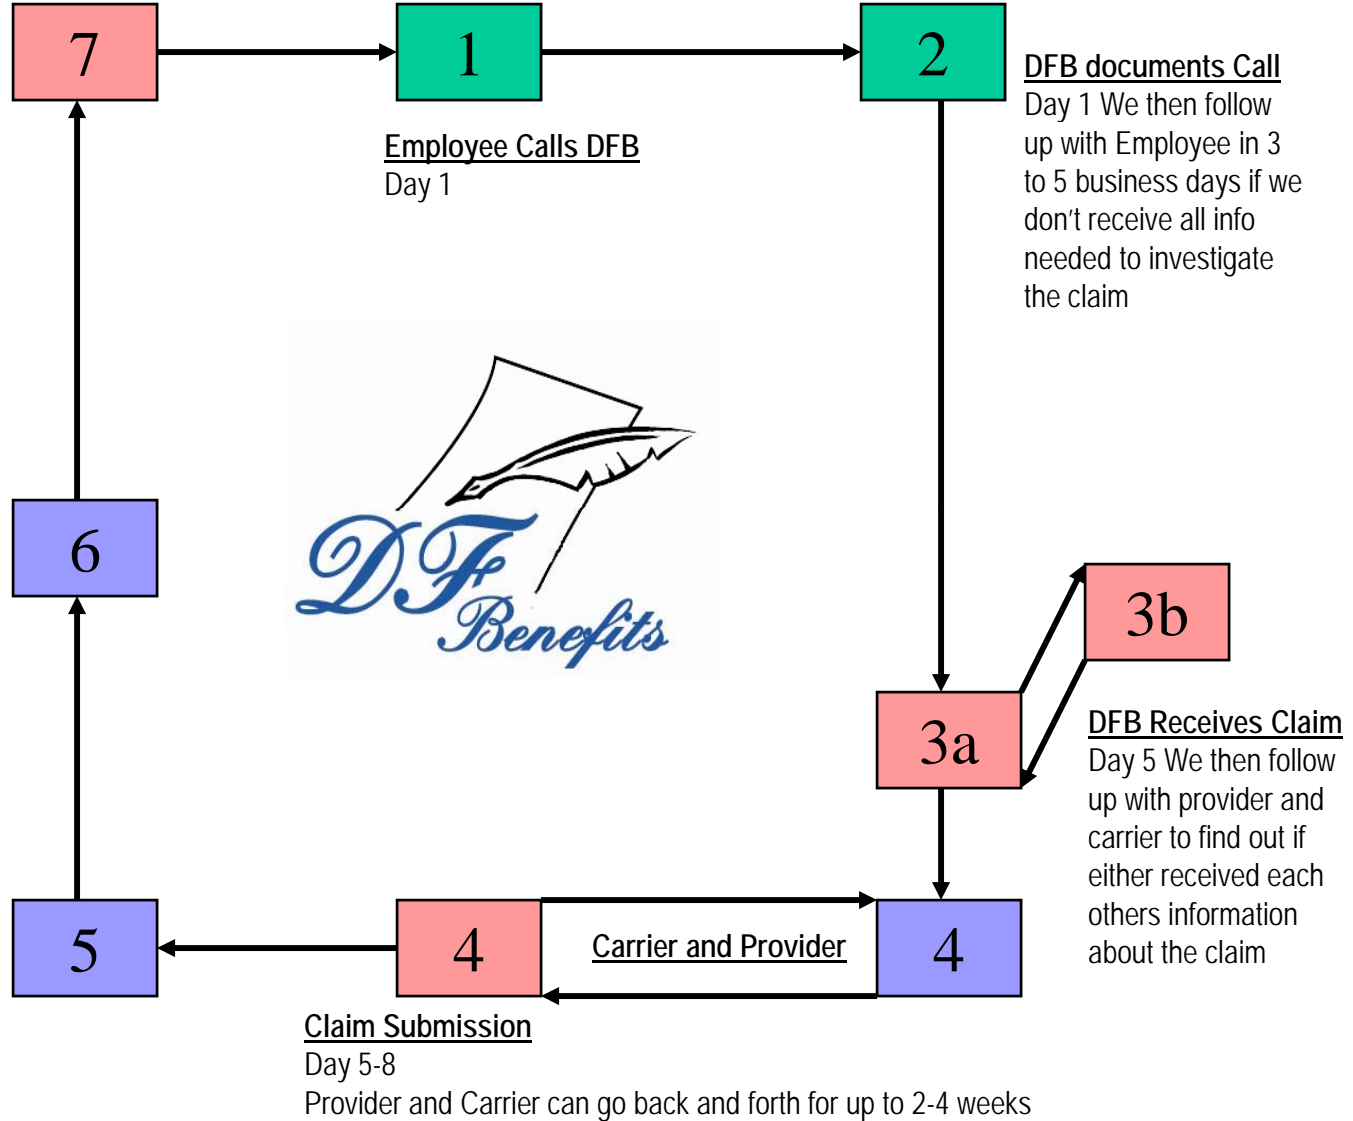 7
1
2
DFB documents Call
Day 1 We then follow
up with Employee in 3
to 5 business days if we
don't receive all info
needed to investigate
the claim
Employee Calls DFB
Day 1
DF
Benefits
6
3b
3a
DFB Receives Claim
Day 5 We then follow
up with provider and
carrier to find out if
either received each
others information
about the claim
5
4
Carrier and Provider
4
Claim Submission
Day 5-8
Provider and Carrier can go back and forth for up to 2-4 weeks